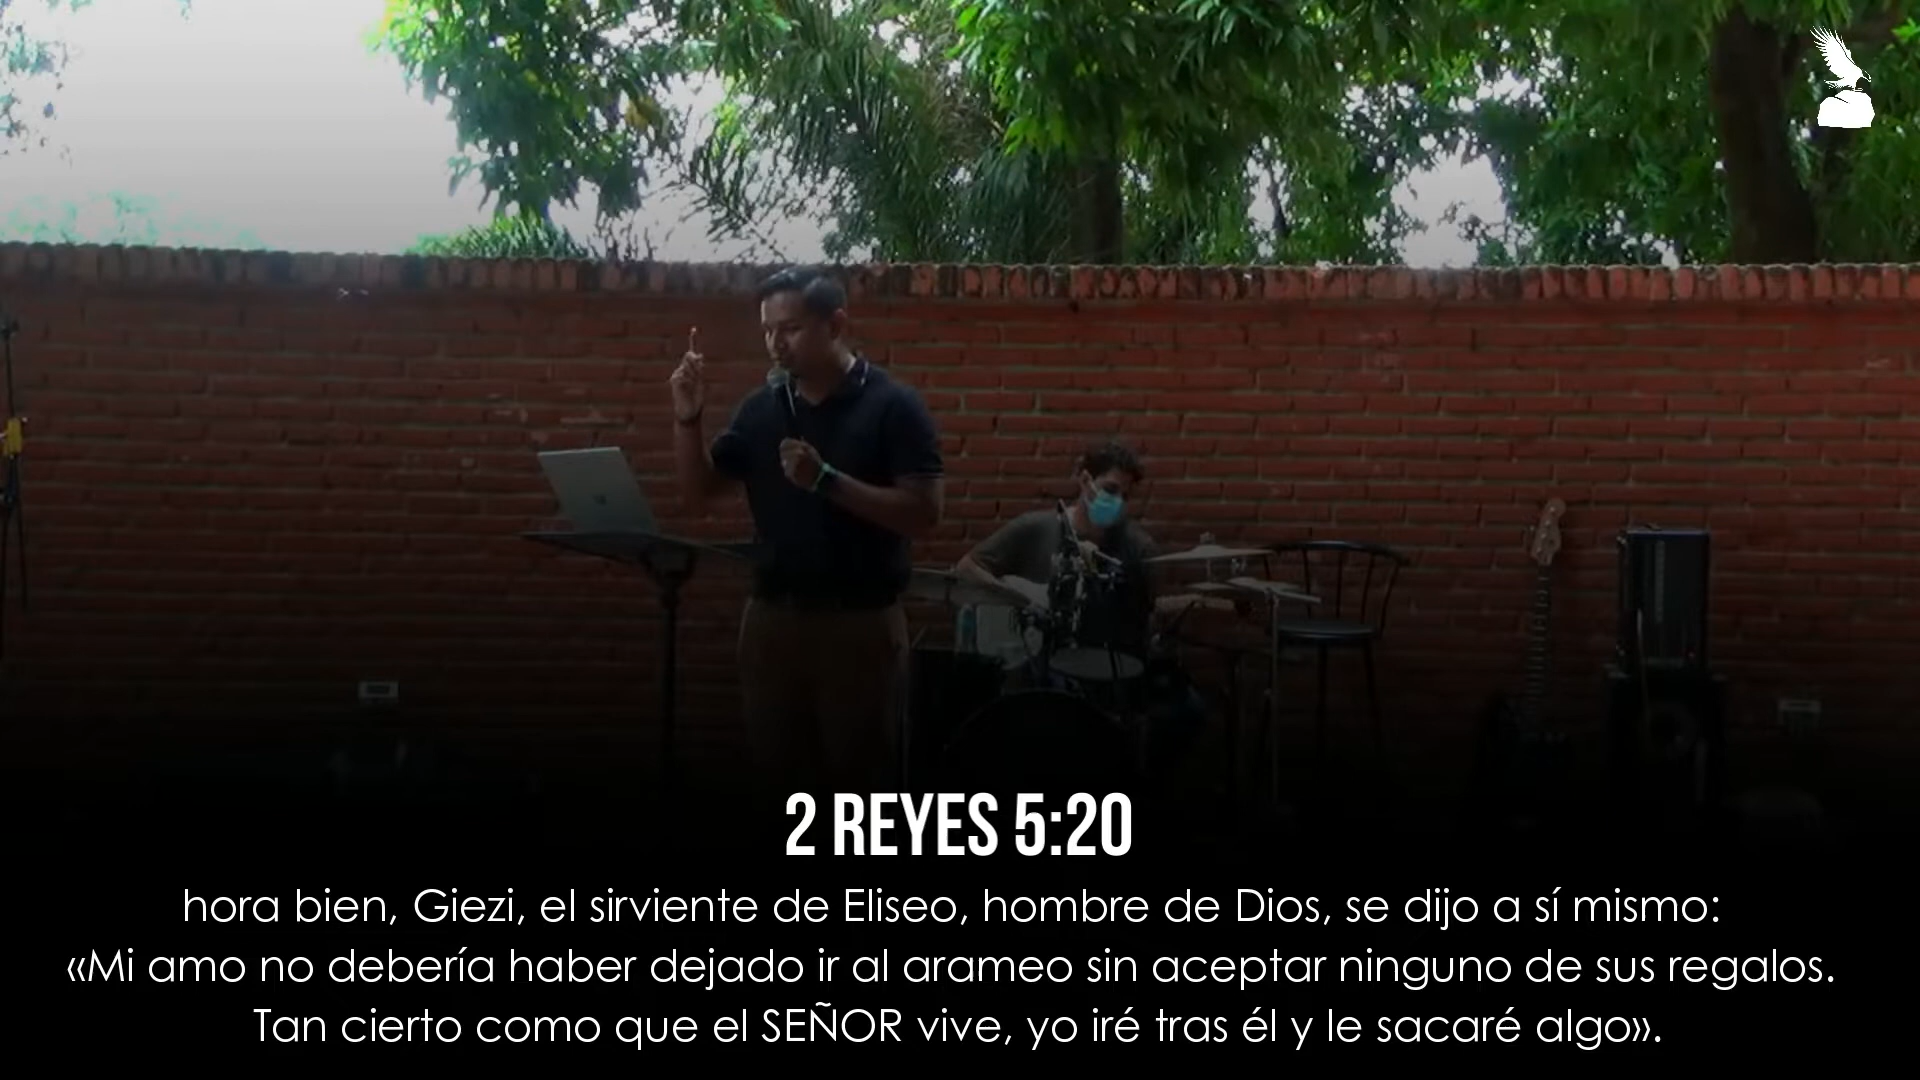 2 REYES 5:20
hora bien, Giezi, el sirviente de Eliseo, hombre de Dios, se dijo a sí mismo:
«Mi amo no debería haber dejado ir al arameo sin aceptar ninguno de sus regalos.
Tan cierto como que el SEÑOR vive, yo iré tras él y le sacaré algo».